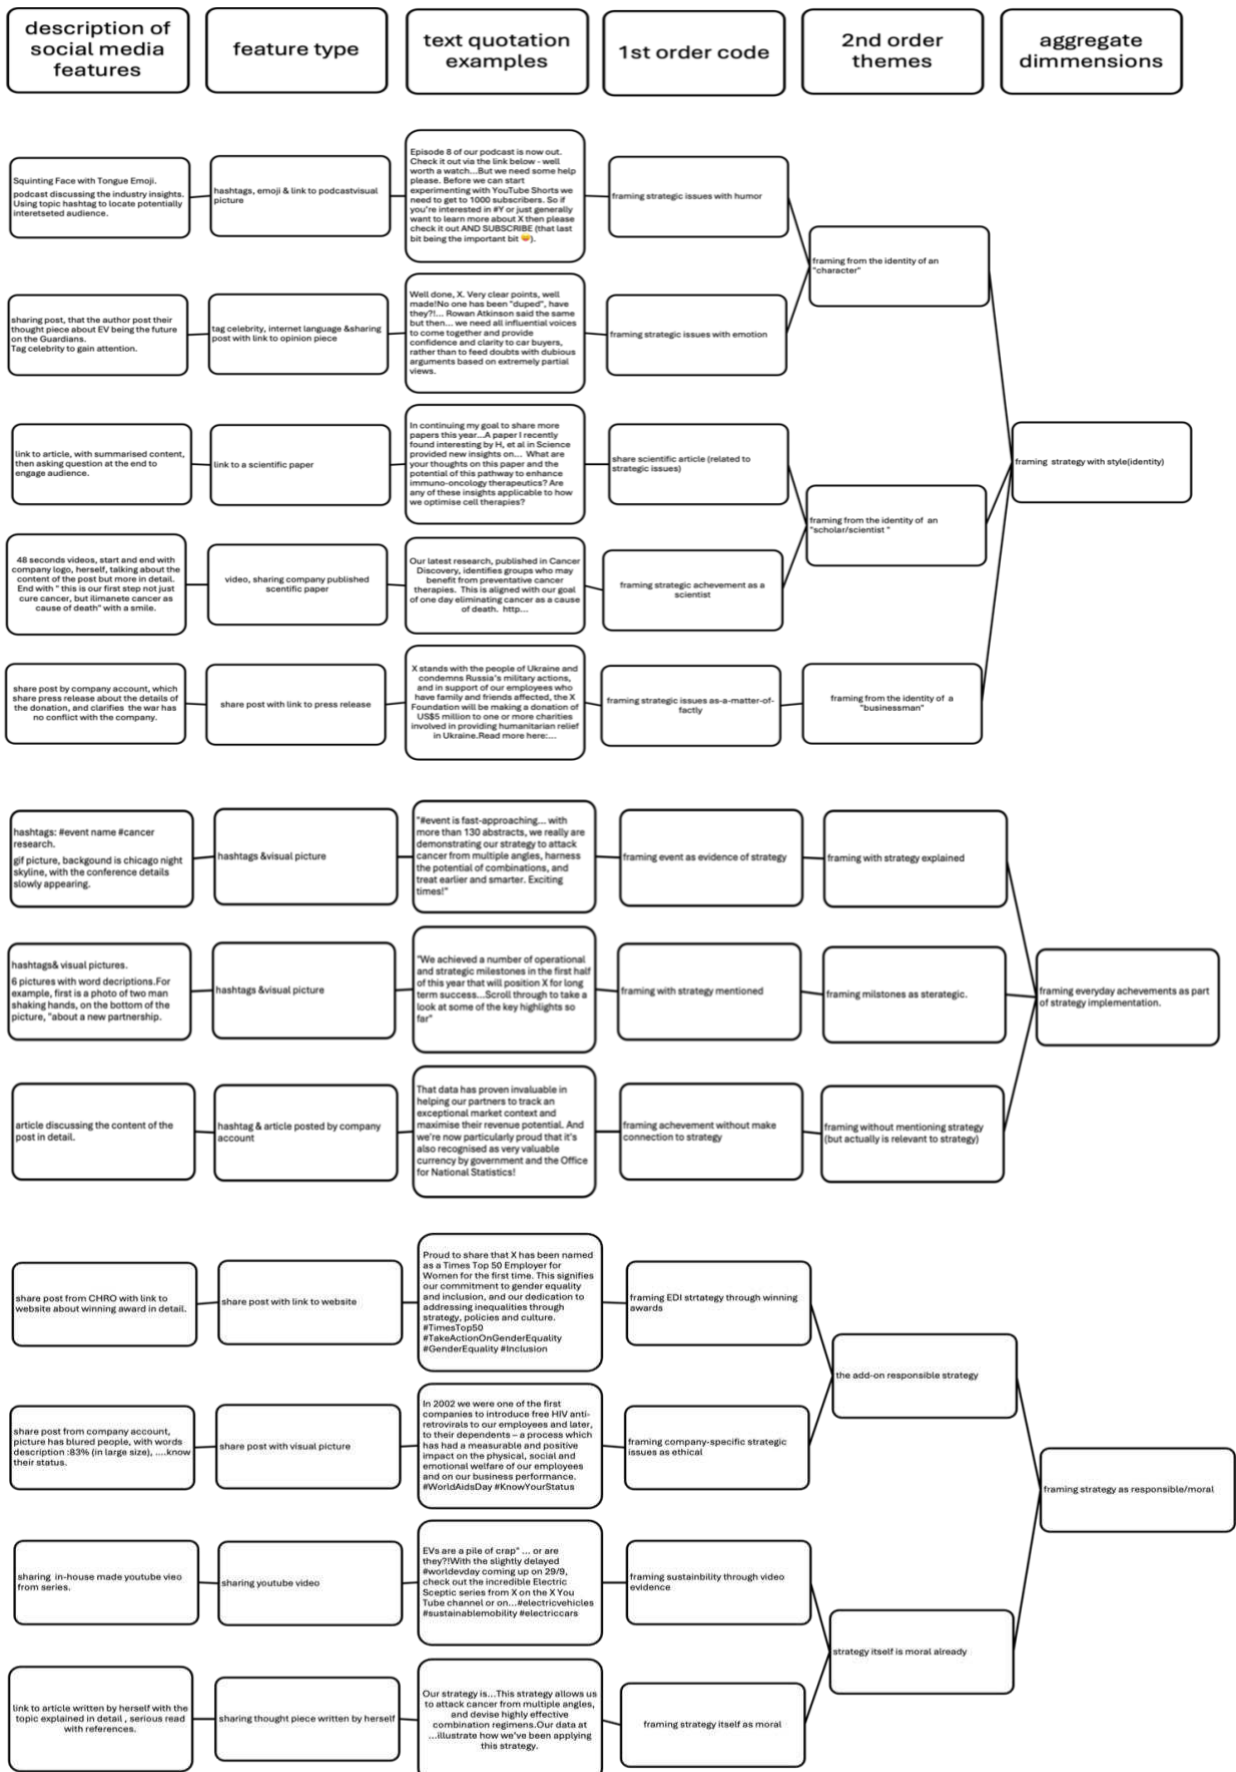 description of
social media
features
feature type
text quotation
examples
1st order code
2nd order
themes
aggregate
dimmensions
Squinting Face with Tongue Emoji.
podcast discussing the industry insights.
Using topic hashtag to locate potentially
interetseted audience.
hashtags, emoji & link to podcastvisual
picture
Episode 8 of our podcast is now out.
Check it out via the link below - well
worth a watch...But we need some help
please. Before we can start
experimenting with YouTube Shorts we
need to get to 1000 subscribers. So if
you're interested in #Y or just generally
want to learn more about X then please
check it out AND SUBSCRIBE (that last
bit being the important bit 😝).
framing strategic issues with humor
framing from the identity of an
"character"
sharing post, that the author post their
thought piece about EV being the future
on the Guardians.
Tag celebrity to gain attention.
tag celebrity, internet language &sharing
post with link to opinion piece
Well done, X. Very clear points, well
made!No one has been "duped", have
they?!... Rowan Atkinson said the same
but then... we need all influential voices
to come together and provide
confidence and clarity to car buyers,
rather than to feed doubts with dubious
arguments based on extremely partial
views.
framing strategic issues with emotion
link to article, with summarised content,
then asking question at the end to
engage audience.
link to a scientific paper
In continuing my goal to share more
papers this year...A paper I recently
found interesting by H, et al in Science
provided new insights on... What are
your thoughts on this paper and the
potential of this pathway to enhance
immuno-oncology therapeutics? Are
any of these insights applicable to how
we optimise cell therapies?
share scientific article (related to
strategic issues)
framing strategy with style(identity)
framing from the identity of an
"scholar/scientist "
48 seconds videos, start and end with
company logo, herself, talking about the
content of the post but more in detail.
End with " this is our first step not just
cure cancer, but ilimanete cancer as
cause of death" with a smile.
video, sharing company published
scentific paper
Our latest research, published in Cancer
Discovery, identifies groups who may
benefit from preventative cancer
therapies. This is aligned with our goal
of one day eliminating cancer as a cause
of death. http...
framing strategic achievement as a
scientist
share post by company account, which
share press release about the details of
the donation, and clarifies the war has
no conflict with the company.
share post with link to press release
X stands with the people of Ukraine and
condemns Russia's military actions,
and in support of our employees who
have family and friends affected, the X
Foundation will be making a donation of
US$5 million to one or more charities
involved in providing humanitarian relief
in Ukraine.Read more here:...
framing strategic issues as-a-matter-of-
factly
framing from the identity of a
"businessman"
hashtags: #event name #cancer
research.
gif picture, backgound is chicago night
skyline, with the conference details
slowly appearing.
hashtags &visual picture
"#event is fast-approaching... with
more than 130 abstracts, we really are
demonstrating our strategy to attack
cancer from multiple angles, harness
the potential of combinations, and
treat earlier and smarter. Exciting
times!"
framing event as evidence of strategy
framing with strategy explained
hashtags& visual pictures.
6 pictures with word decriptions.For
example, first is a photo of two man
shaking hands, on the bottom of the
picture, "about a new partnership.
hashtags &visual picture
"We achieved a number of operational
and strategic milestones in the first half
of this year that will position X for long
term success...Scroll through to take a
look at some of the key highlights so
far"
framing with strategy mentioned
framing milstones as sterategic.
framing everyday achevements as part
of strategy implementation.
article discussing the content of the
post in detail.
hashtag & article posted by company
account
That data has proven invaluable in
helping our partners to track an
exceptional market context and
maximise their revenue potential. And
we're now particularly proud that it's
also recognised as very valuable
currency by government and the Office
for National Statistics!
framing achievement without make
connection to strategy
framing without mentioning strategy
(but actually is relevant to strategy)
share post from CHRO with link to
website about winning award in detail.
share post with link to website
Proud to share that X has been named
as a Times Top 50 Employer for
Women for the first time. This signifies
our commitment to gender equality
and inclusion, and our dedication to
addressing inequalities through
strategy, policies and culture.
#TimesTop50
#TakeActionOnGenderEquality
#GenderEquality #Inclusion
framing EDI strtategy through winning
awards
the add-on responsible strategy
share post from company account,
picture has blured people, with words
description :83% (in large size), ....know
their status.
share post with visual picture
In 2002 we were one of the first
companies to introduce free HIV anti-
retrovirals to our employees and later,
to their dependents – a process which
has had a measurable and positive
impact on the physical, social and
emotional welfare of our employees
and on our business performance.
#WorldAidsDay #KnowYourStatus
framing company-specific strategic
issues as ethical
framing strategy as responsible/moral
sharing in-house made youtube vieo
from series.
sharing youtube video
EVs are a pile of crap" ... or are
they?!With the slightly delayed
#worldevday coming up on 29/9,
check out the incredible Electric
Sceptic series from X on the X You
Tube channel or on...#electricvehicles
#sustainablemobility #electriccars
framing sustainbility through video
evidence
strategy itself is moral already
link to article written by herself with the
topic explained in detail , serious read
with references.
sharing thought piece written by herself
Our strategy is...This strategy allows us
to attack cancer from multiple angles,
and devise highly effective
combination regimens.Our data at
...illustrate how we've been applying
this strategy.
framing strategy itself as moral